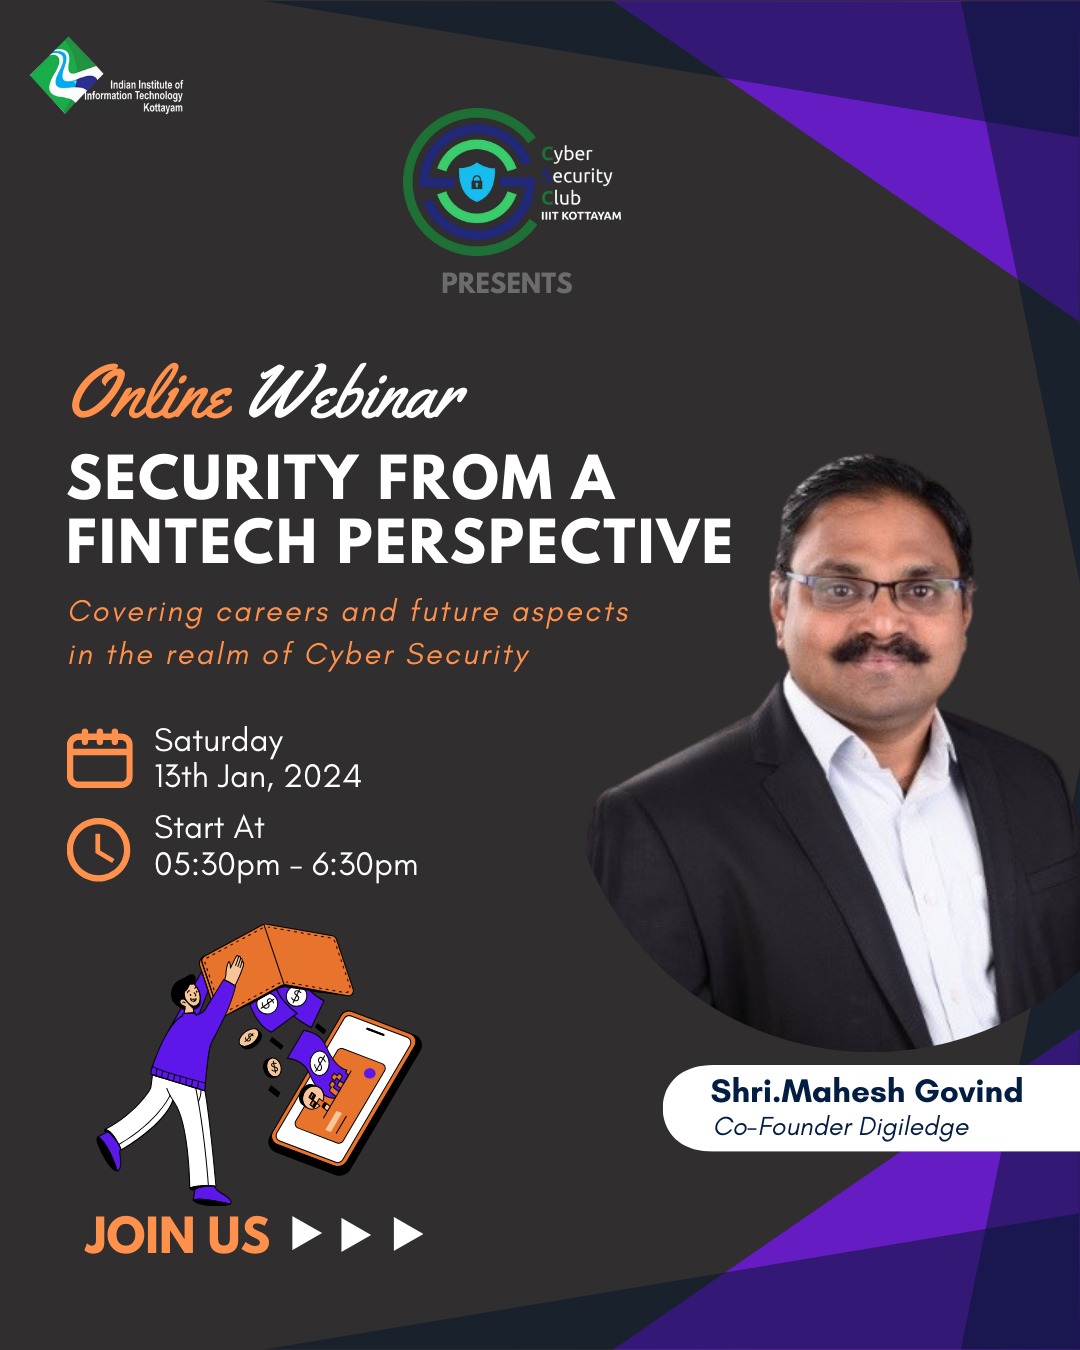 Indian Institute of
Information Technology
Kottayam
Cyber
Security
Club
IIIT KOTTAYAM
PRESENTS
Online Webinar
SECURITY FROM A
FINTECH PERSPECTIVE
Covering careers and future aspects
in the realm of Cyber Security
Saturday
13th Jan, 2024
Start At
05:30pm - 6:30pm
Shri.Mahesh Govind
Co-Founder Digiledge
JOIN US